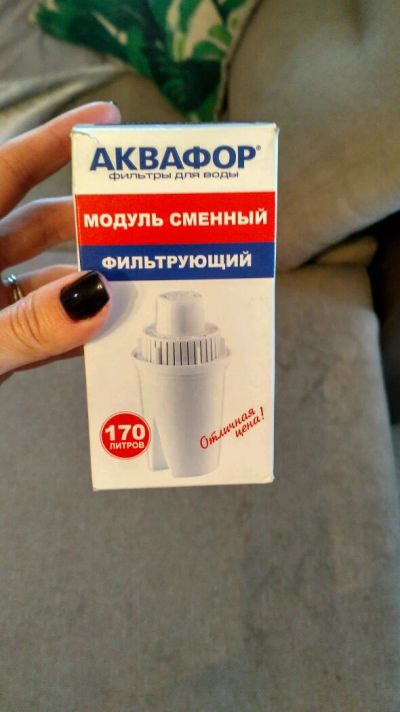 АКВАФОР®
фильтры для воды
МОДУЛЬ СМЕННЫЙ
ФИЛЬТРУЮЩИЙ
170
ЛИТРОВ
Отличная
цена!